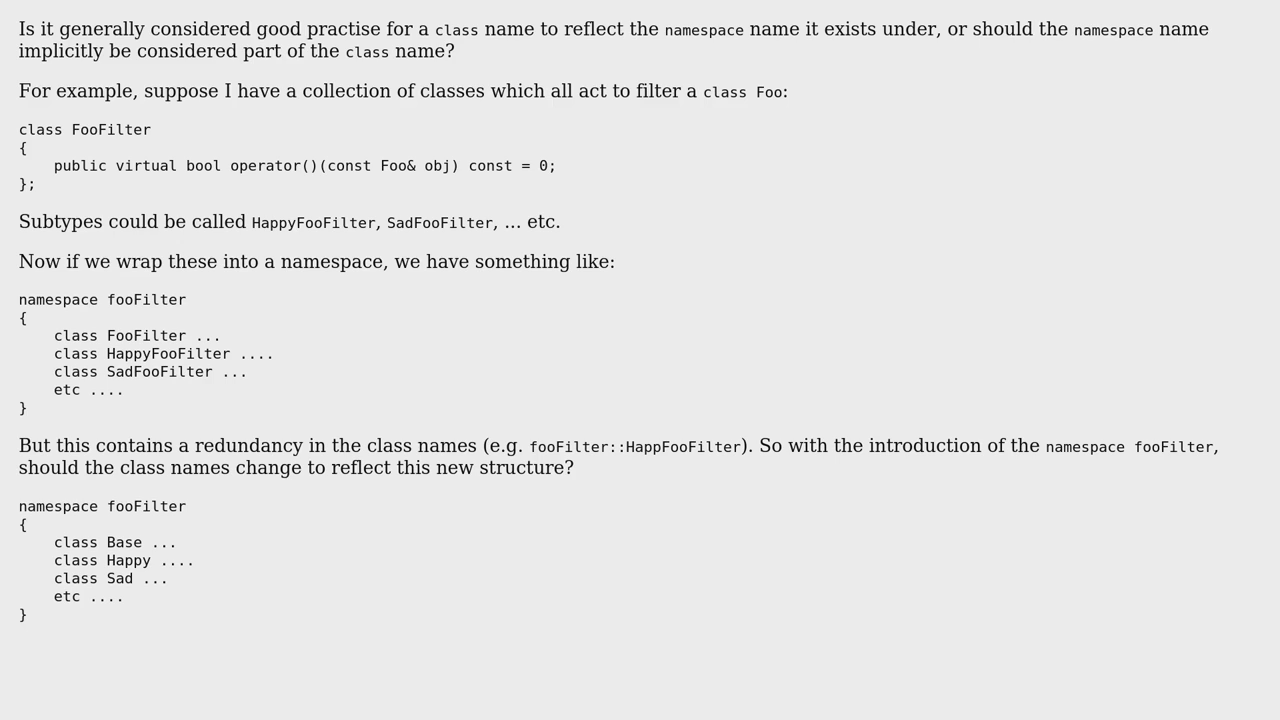 Is it generally considered good practise for a class name to reflect the namespace name it exists under, or should the namespace name
implicitly be considered part of the class name?
For example, suppose I have a collection of classes which all act to filter a class Foo:
class FooFilter
{
    public virtual bool operator()(const Foo& obj) const = 0;
};
Subtypes could be called HappyFooFilter, SadFooFilter, ... etc.
Now if we wrap these into a namespace, we have something like:
namespace fooFilter
{
    class FooFilter ...
    class HappyFooFilter ....
    class SadFooFilter ...
    etc ....
}
But this contains a redundancy in the class names (e.g. fooFilter::HappFooFilter). So with the introduction of the namespace fooFilter,
should the class names change to reflect this new structure?
namespace fooFilter
{
    class Base ...
    class Happy ....
    class Sad ...
    etc ....
}